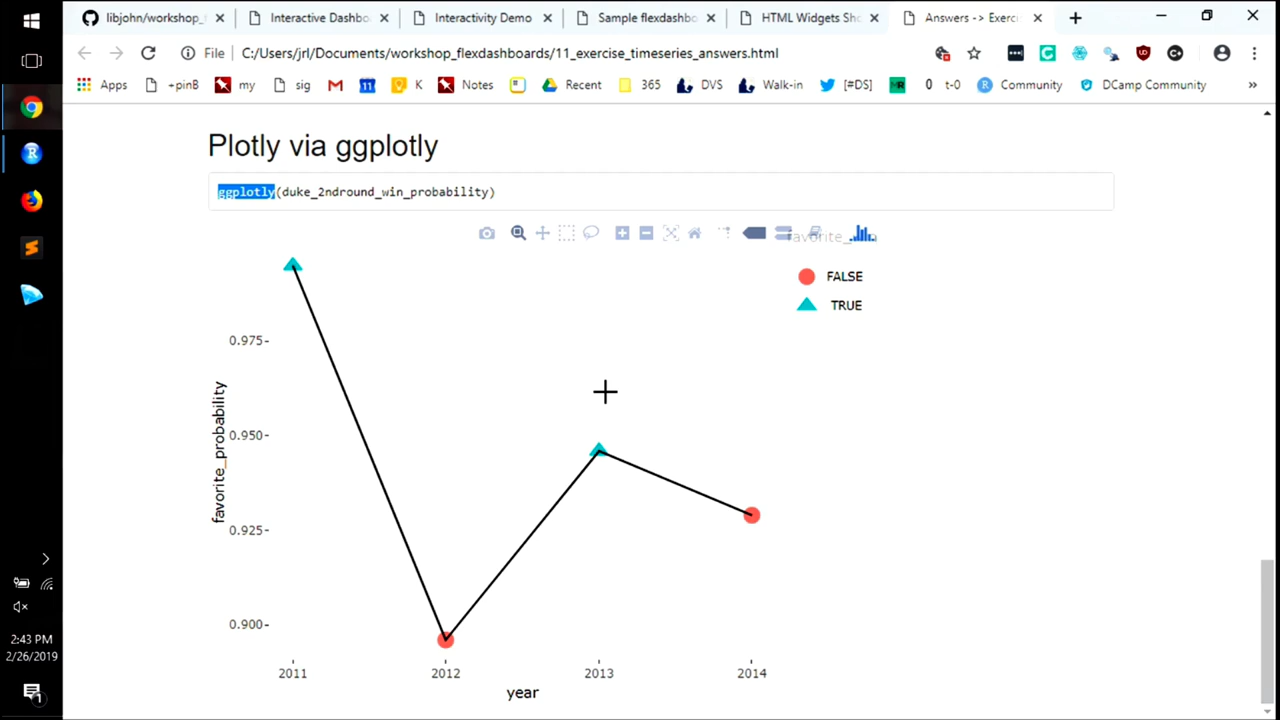 libjohn/workshop_ Interactive Dashbo Interactivity Demo Sample flexdashbo HTML Widgets Sho Answers -> Exerci
File C:/Users/jrl/Documents/workshop_flexdashboards/11_exercise_timeseries_answers.html
Apps +pinB my sig 11 K Notes Recent 365 DVS Walk-in [#DS] 0 t-0 Community DCamp Community »
Plotly via ggplotly
ggplotly(duke_2ndround_win_probability)
FALSE
TRUE
0.975
0.950
0.925
0.900
favorite_probability
2011 2012 2013 2014
year
2:43 PM
2/26/2019